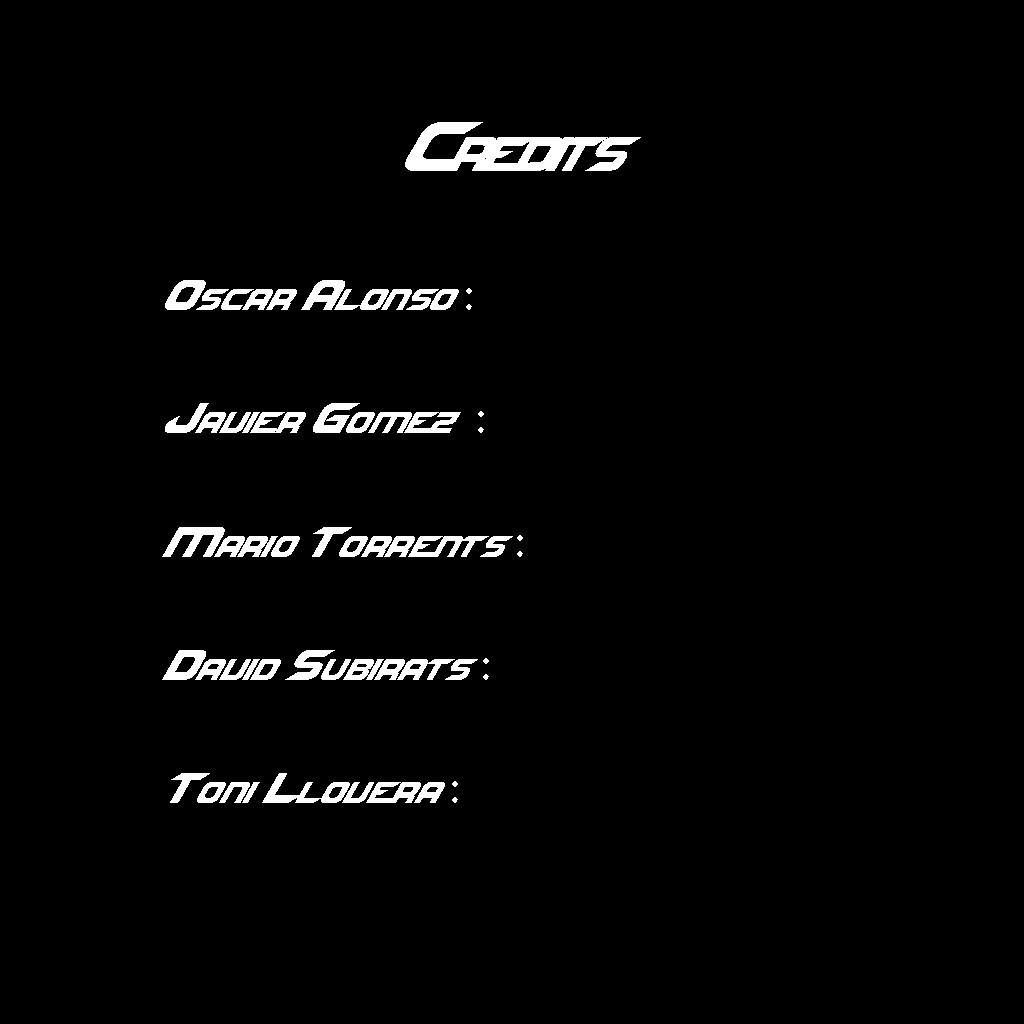 Credits
Oscar Alonso:
Javier Gomez :
Mario Torrents:
David Subirats:
Toni Llovera: